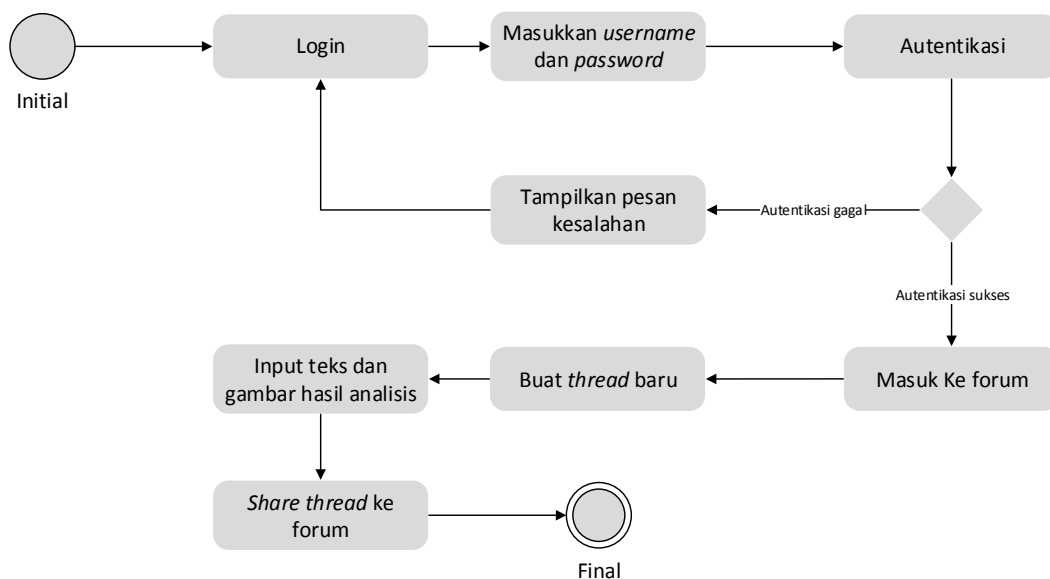 Initial
Login
Masukkan username
dan password
Autentikasi
Tampilkan pesan
kesalahan
Autentikasi gagal
Autentikasi sukses
Masuk Ke forum
Buat thread baru
Input teks dan
gambar hasil analisis
Share thread ke
forum
Final